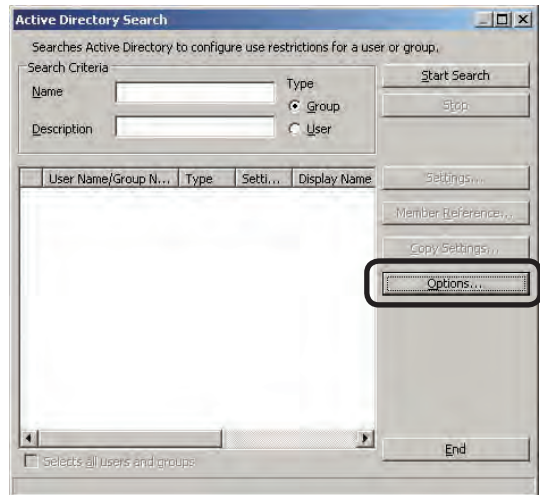 Active Directory Search
Searches Active Directory to configure use restrictions for a user or group.
Search Criteria
Name
Description
Type
Group
User
Start Search
Stop
User Name/Group N... Type Setti... Display Name
Settings...
Member Reference...
Copy Settings...
Options...
End
Selects all users and groups